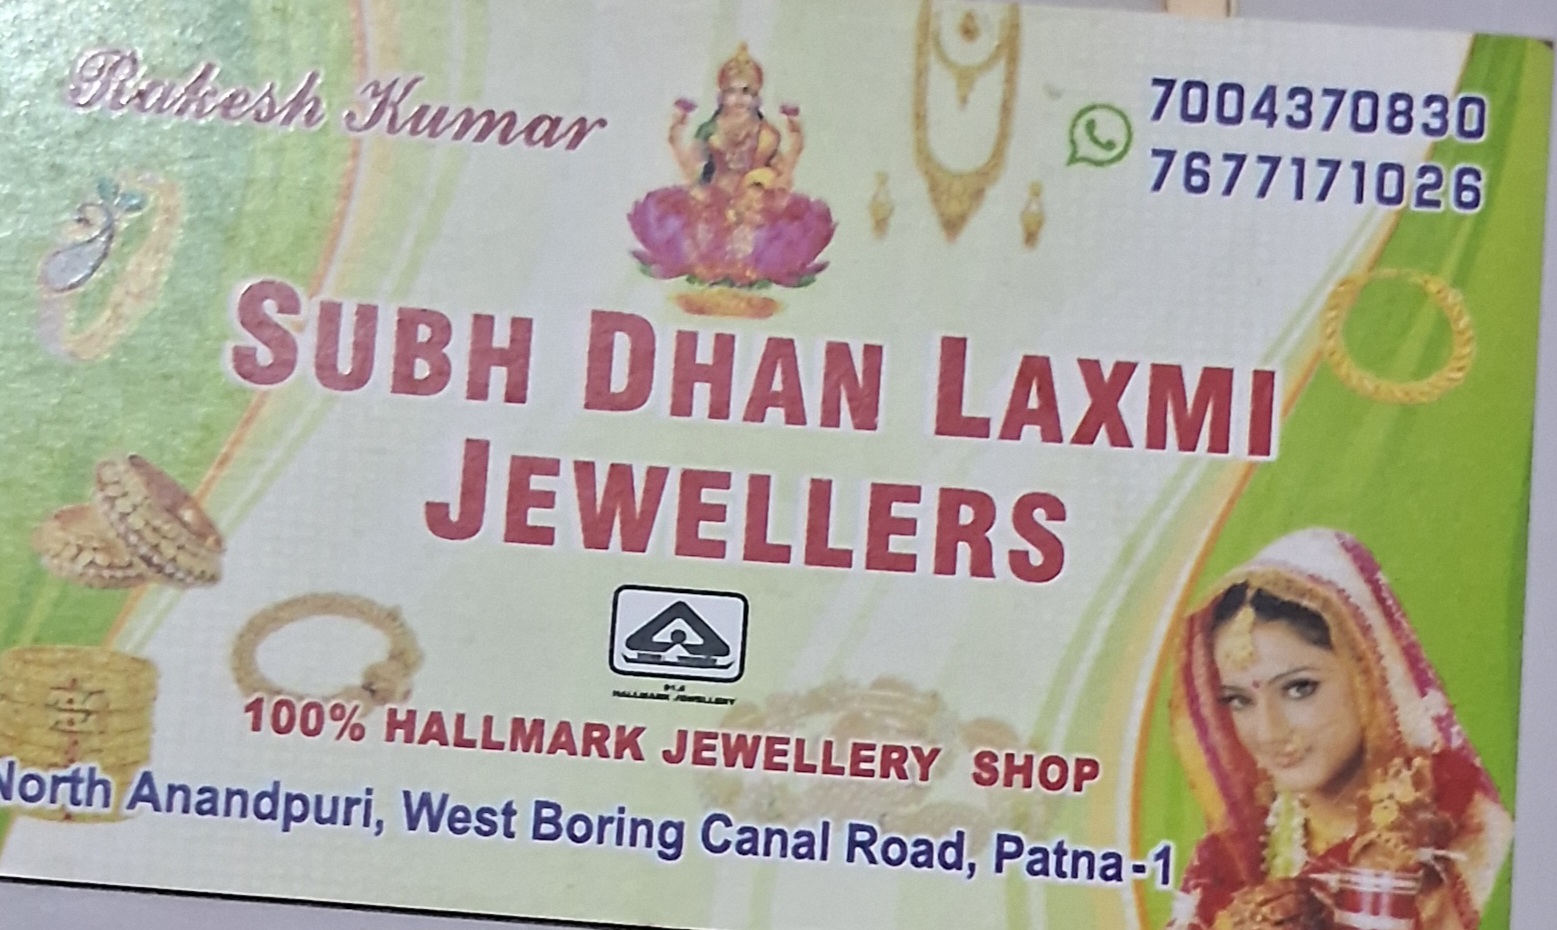 Rakesh Kumar
7004370830
7677171026
SUBH DHAN LAXMI
JEWELLERS
HALLMARK JEWELLERY
100% HALLMARK JEWELLERY SHOP
North Anandpuri, West Boring Canal Road, Patna-1